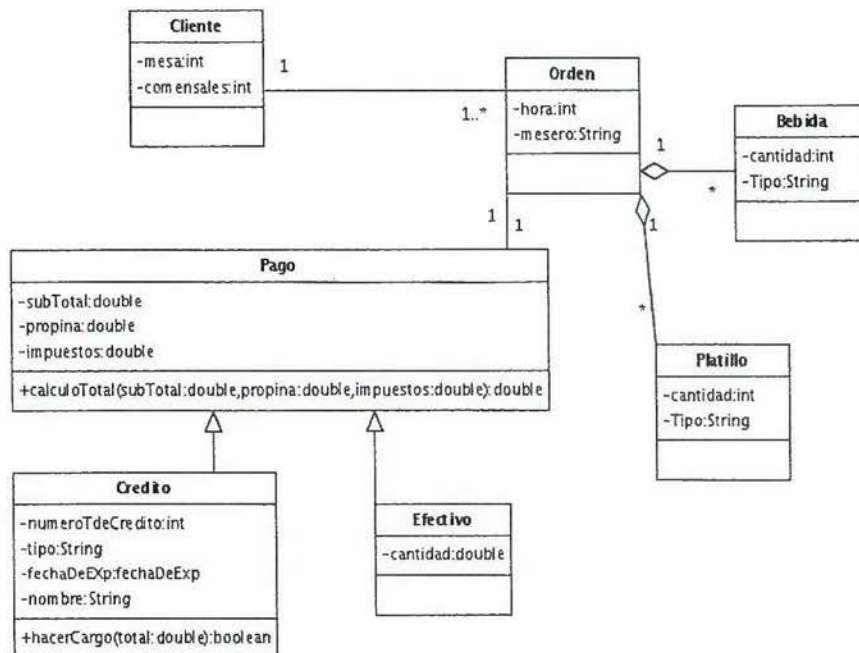 Cliente
-mesa:int
-comensales:int
1
1..*
Orden
-hora:int
-mesero:String
1
*
Bebida
-cantidad:int
-Tipo:String
1
1
1
*
Pago
-subTotal:double
-propina:double
-impuestos:double
+calculoTotal(subTotal:double,propina:double,impuestos:double):double
Platillo
-cantidad:int
-Tipo:String
Credito
-numeroTdeCredito:int
-tipo:String
-fechaDeEXp:fechaDeExp
-nombre:String
+hacerCargo(total:double):boolean
Efectivo
-cantidad:double